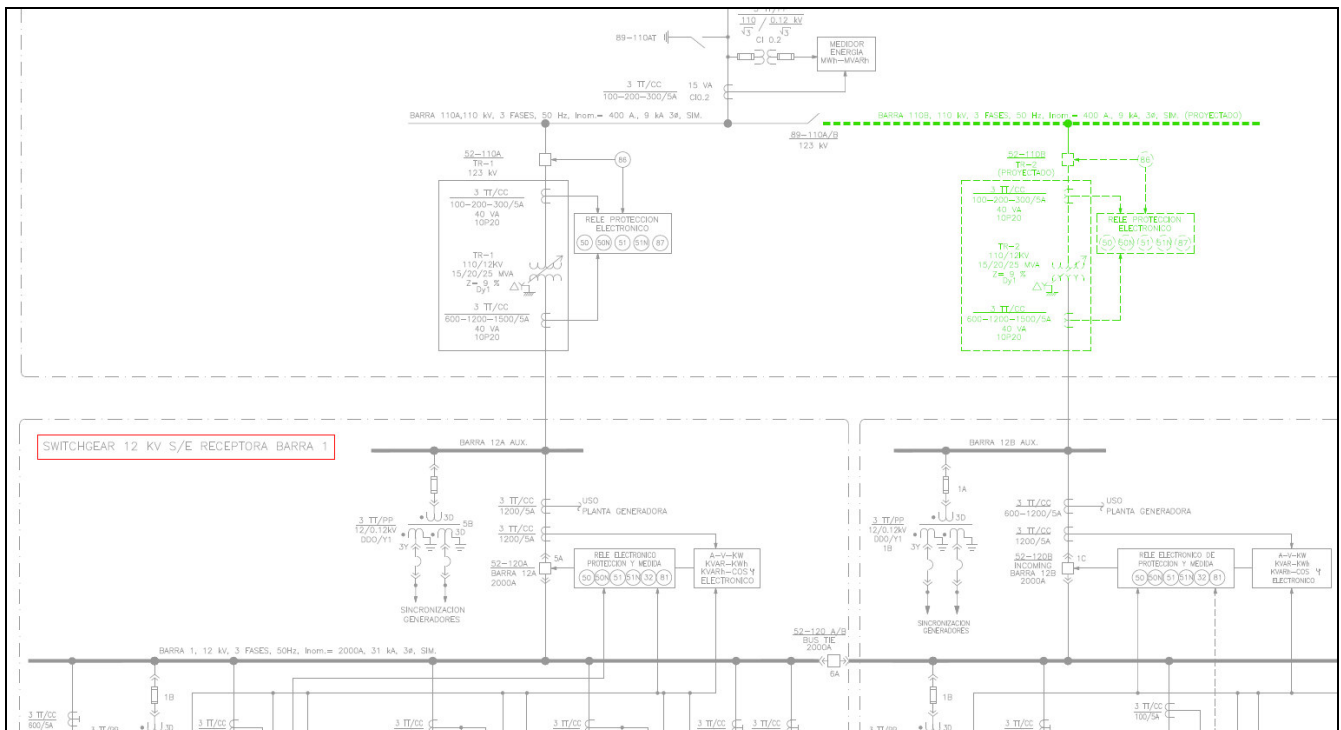 110 / 0.12 kV
√3 √3
Cl 0.2
89-110AT
MEDIDOR
ENERGIA
MWh-MVARh
3 TT/CC
100-200-300/5A
15 VA
Cl0.2
BARRA 110A,110 kV, 3 FASES, 50 Hz, Inom.= 400 A., 9 kA 3ø, SIM.
89-110A/B
123 kV
BARRA 110B, 110 kV, 3 FASES, 50 Hz, Inom.= 400 A., 9 kA, 3ø, SIM. (PROYECTADO)
52-110A
TR-1
123 kV
86
3 TT/CC
100-200-300/5A
40 VA
10P20
RELE PROTECCION
ELECTRONICO
50 50N 51 51N 87
TR-1
110/12KV
15/20/25 MVA
Z= 9 %
Dy1
3 TT/CC
600-1200-1500/5A
40 VA
10P20
52-110B
TR-2
(PROYECTADO)
86
3 TT/CC
100-200-300/5A
40 VA
10P20
RELE PROTECCION
ELECTRONICO
50 50N 51 51N 87
TR-2
110/12KV
15/20/25 MVA
Z= 9 %
Dy1
3 TT/CC
600-1200-1500/5A
40 VA
10P20
SWITCHGEAR 12 KV S/E RECEPTORA BARRA 1
BARRA 12A AUX.
3 TT/PP
12/0.12kV
DD0/Y1
3D
5B
3D
3Y
SINCRONIZACION
GENERADORES
3 TT/CC
1200/5A
USO
PLANTA GENERADORA
3 TT/CC
1200/5A
52-120A
BARRA 12A
2000A
5A
RELE ELECTRONICO
PROTECCION Y MEDIDA
50 50N 51 51N 32 81
A-V-KW
KVAR-KWh
KVARh-COS φ
ELECTRONICO
BARRA 12B AUX.
1A
3 TT/PP
12/0.12kV
DD0/Y1
1B
3D
3D
3Y
SINCRONIZACION
GENERADORES
3 TT/CC
600-1200/5A
USO
PLANTA GENERADORA
3 TT/CC
1200/5A
52-120B
INCOMING
BARRA 12B
2000A
1C
RELE ELECTRONICO DE
PROTECCION Y MEDIDA
50 50N 51 51N 32 81
A-V-KW
KVAR-KWh
KVARh-COS φ
ELECTRONICO
52-120 A/B
BUS TIE
2000A
6A
BARRA 1, 12 kV, 3 FASES, 50Hz, Inom.= 2000A, 31 kA, 3ø, SIM.
1B
1B
3 TT/CC
600/5A
3D
3 TT/CC
3 TT/CC
3 TT/CC
3 TT/CC
3 TT/CC
3D
3 TT/CC
3 TT/CC
100/5A